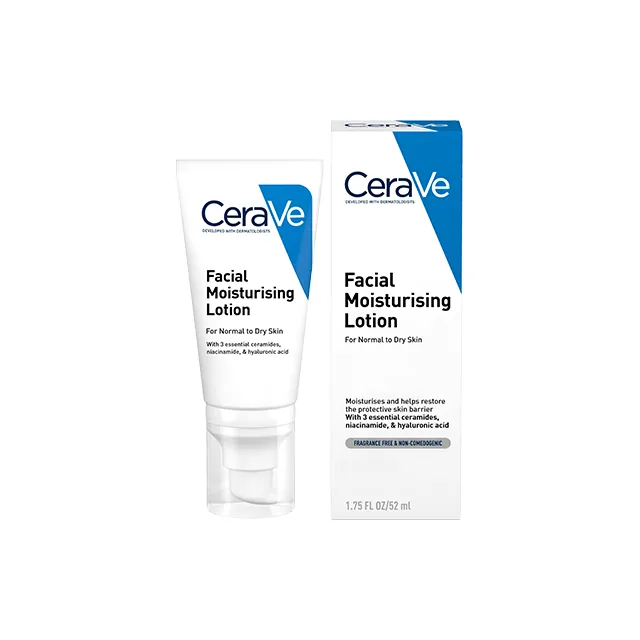 CeraVe
DEVELOPED WITH DERMATOLOGISTS
Facial
Moisturising
Lotion
For Normal to Dry Skin
With 3 essential ceramides,
niacinamide, & hyaluronic acid
CeraVe
CeraVe
DEVELOPED WITH DERMATOLOGISTS
Facial
Moisturising
Lotion
For Normal to Dry Skin
Moisturises and helps restore
the protective skin barrier
With 3 essential ceramides,
niacinamide, & hyaluronic acid
FRAGRANCE FREE & NON-COMEDOGENIC
1.75 FL OZ/52 ml